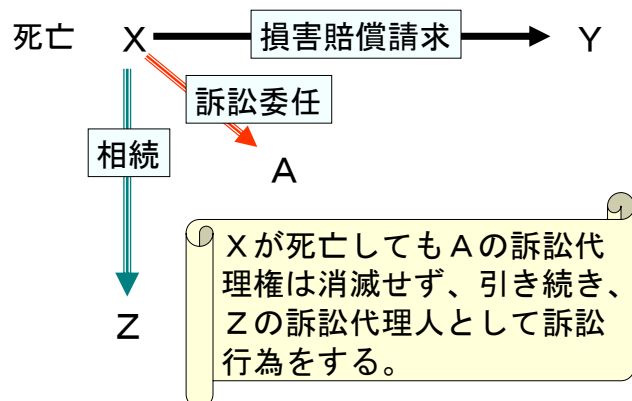 死亡 X 損害賠償請求 Y
訴訟委任
相続
A
Xが死亡してもAの訴訟代
理権は消滅せず、引き続き、
Zの訴訟代理人として訴訟
行為をする。
Z